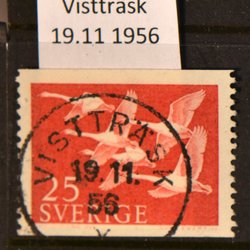 Visttrask
19.11 1956
VISTTRÄSK
19.11.
56
25
SVERIGE